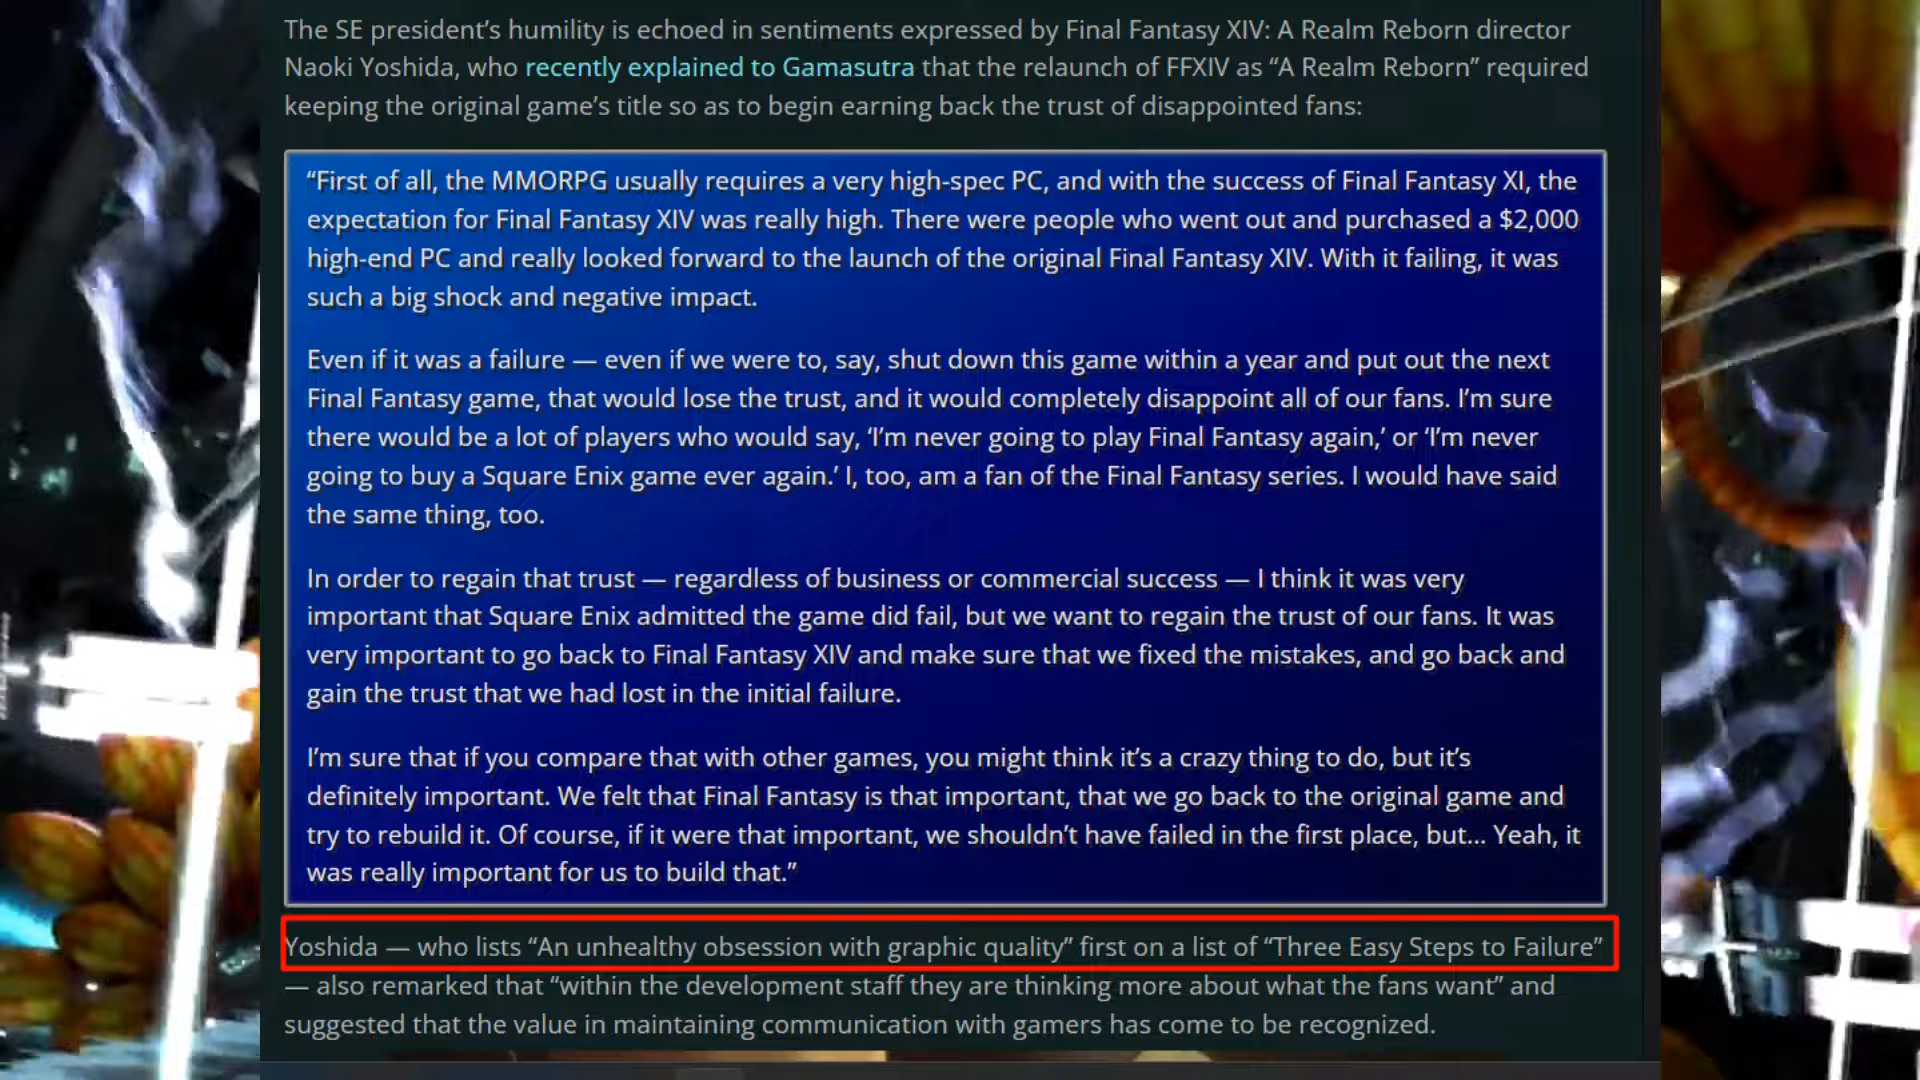 The SE president’s humility is echoed in sentiments expressed by Final Fantasy XIV: A Realm Reborn director
Naoki Yoshida, who recently explained to Gamasutra that the relaunch of FFXIV as “A Realm Reborn” required
keeping the original game’s title so as to begin earning back the trust of disappointed fans:
“First of all, the MMORPG usually requires a very high-spec PC, and with the success of Final Fantasy XI, the
expectation for Final Fantasy XIV was really high. There were people who went out and purchased a $2,000
high-end PC and really looked forward to the launch of the original Final Fantasy XIV. With it failing, it was
such a big shock and negative impact.
Even if it was a failure — even if we were to, say, shut down this game within a year and put out the next
Final Fantasy game, that would lose the trust, and it would completely disappoint all of our fans. I’m sure
there would be a lot of players who would say, ‘I’m never going to play Final Fantasy again,’ or ‘I’m never
going to buy a Square Enix game ever again.’ I, too, am a fan of the Final Fantasy series. I would have said
the same thing, too.
In order to regain that trust — regardless of business or commercial success — I think it was very
important that Square Enix admitted the game did fail, but we want to regain the trust of our fans. It was
very important to go back to Final Fantasy XIV and make sure that we fixed the mistakes, and go back and
gain the trust that we had lost in the initial failure.
I’m sure that if you compare that with other games, you might think it’s a crazy thing to do, but it’s
definitely important. We felt that Final Fantasy is that important, that we go back to the original game and
try to rebuild it. Of course, if it were that important, we shouldn’t have failed in the first place, but... Yeah, it
was really important for us to build that.”
Yoshida — who lists “An unhealthy obsession with graphic quality” first on a list of “Three Easy Steps to Failure”
— also remarked that “within the development staff they are thinking more about what the fans want” and
suggested that the value in maintaining communication with gamers has come to be recognized.